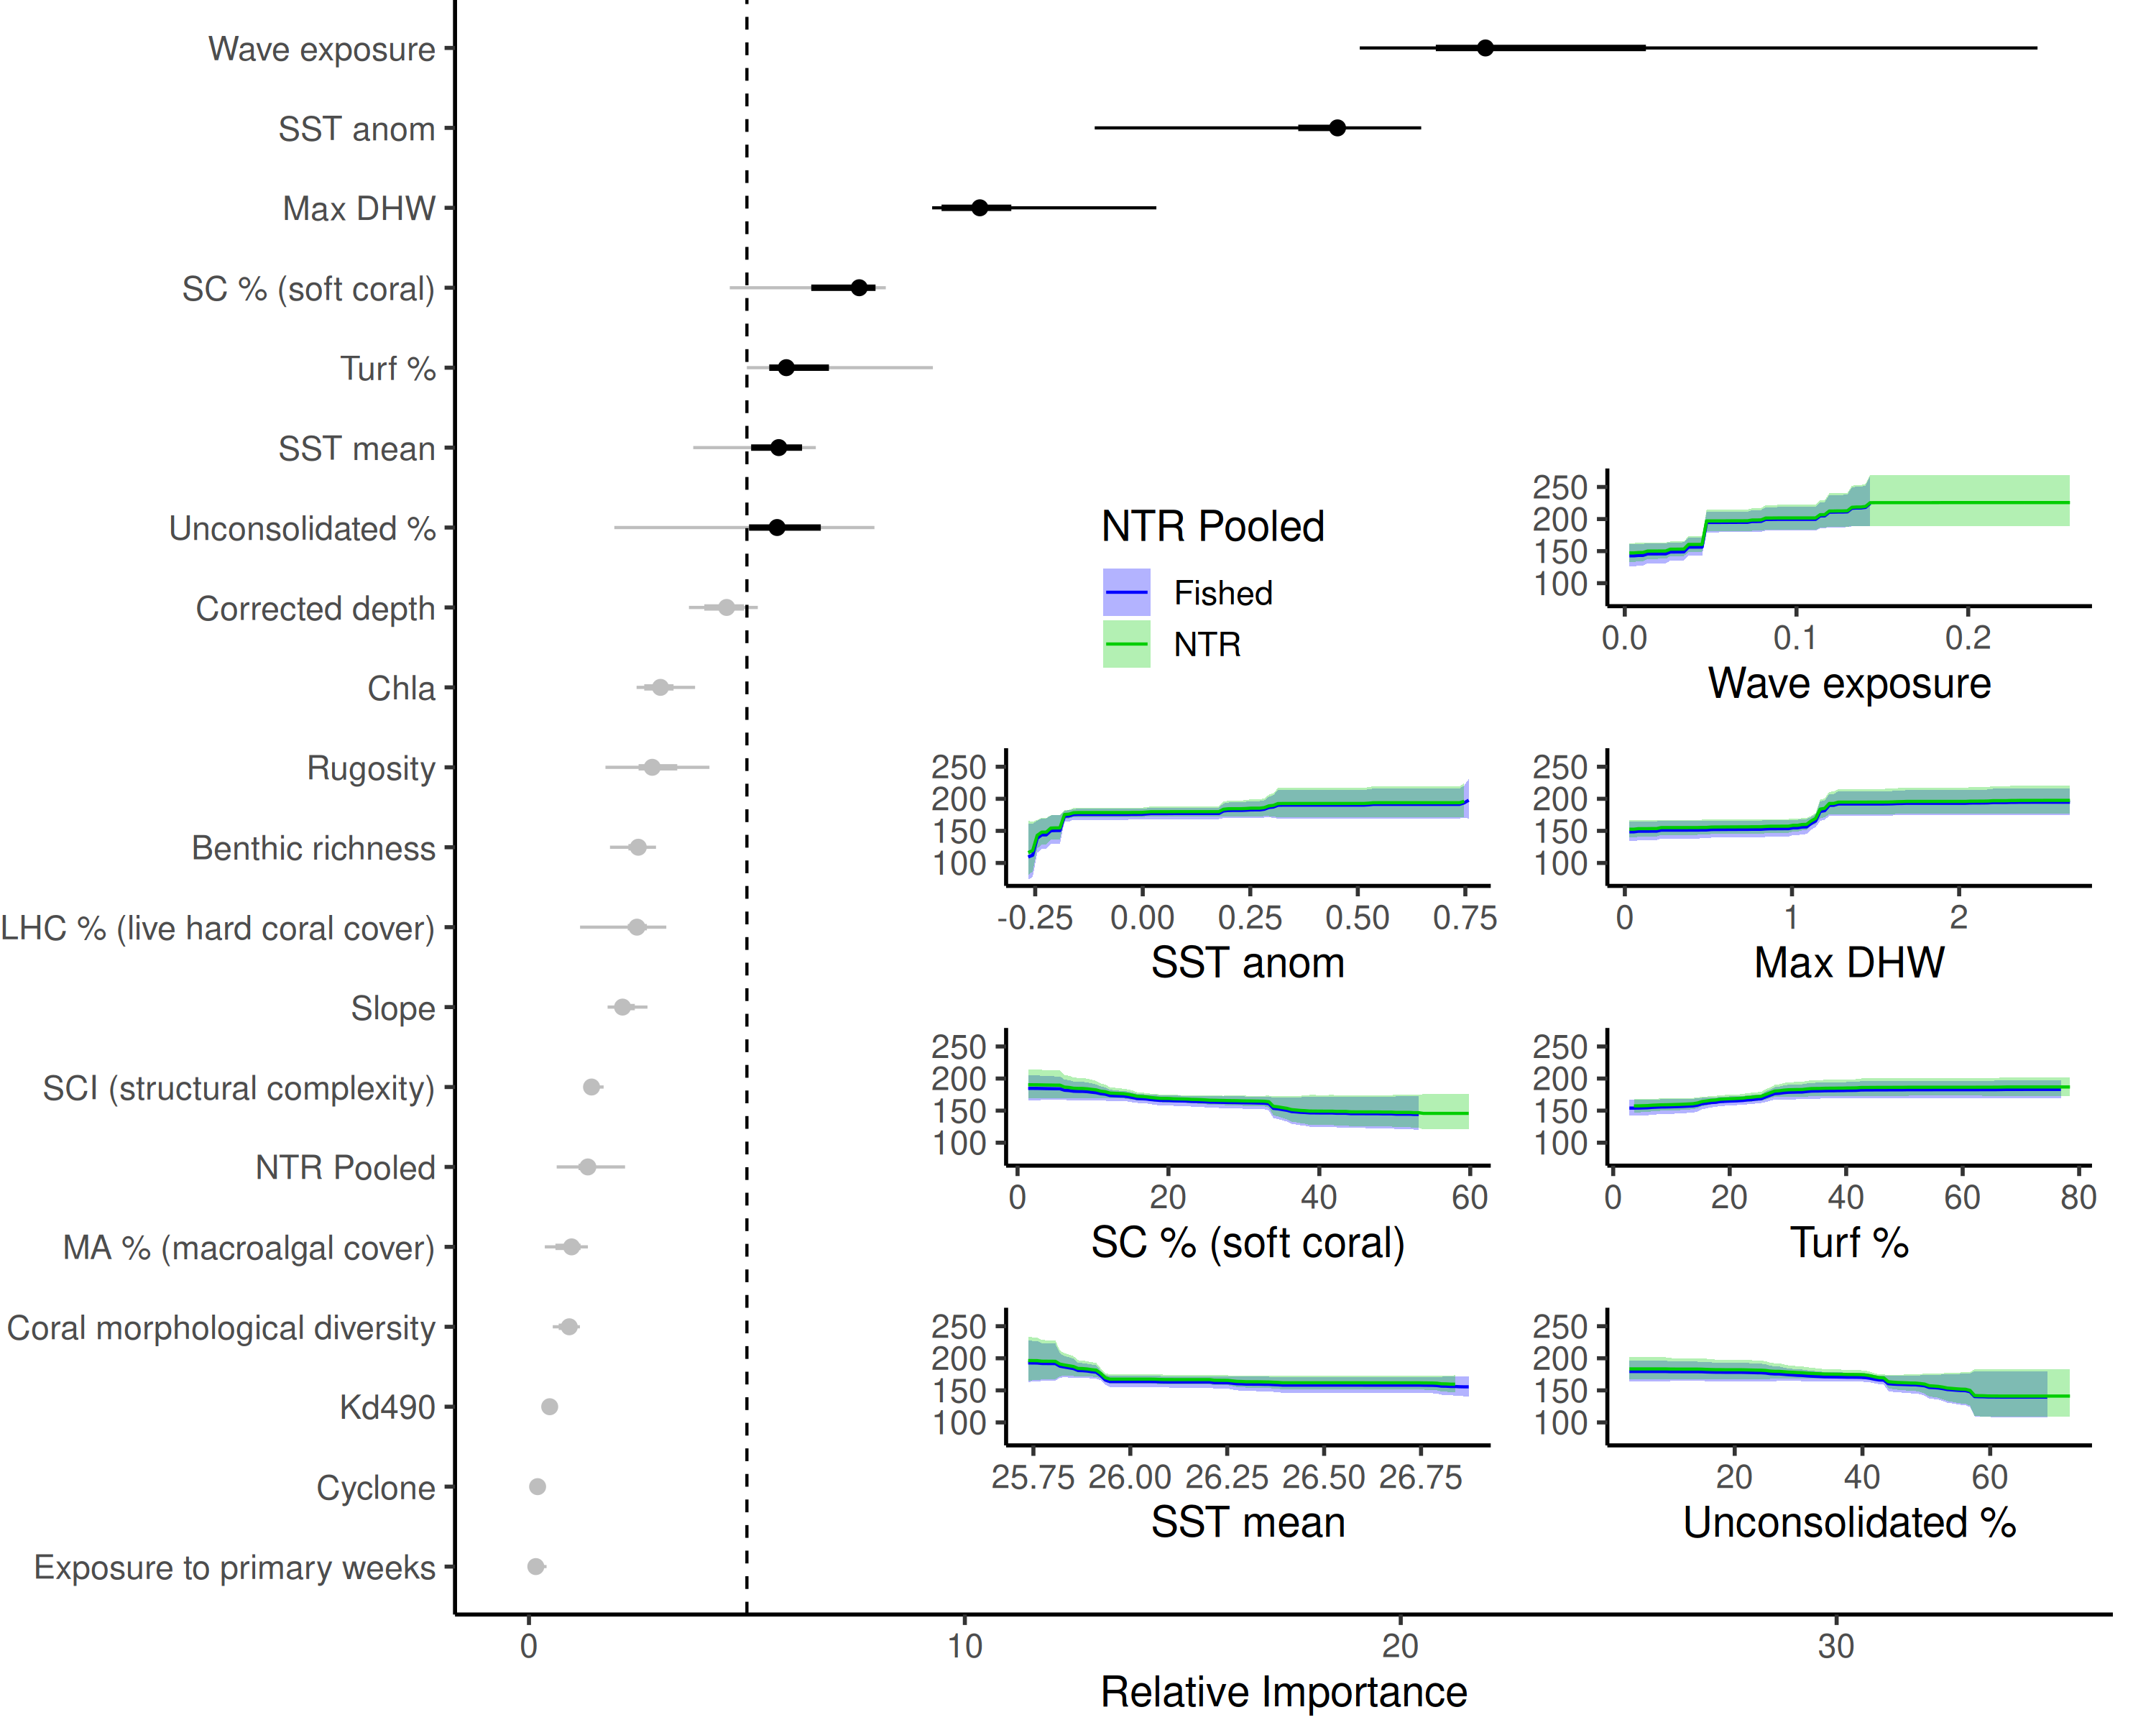 Wave exposure
SST anom
Max DHW
SC % (soft coral)
Turf %
SST mean
Unconsolidated %
Corrected depth
Chla
Rugosity
Benthic richness
LHC % (live hard coral cover)
Slope
SCI (structural complexity)
NTR Pooled
MA % (macroalgal cover)
Coral morphological diversity
Kd490
Cyclone
Exposure to primary weeks
0 10 20 30
Relative Importance
NTR Pooled
Fished
NTR
250
200
150
100
0.0 0.1 0.2
Wave exposure
250
200
150
100
-0.25 0.00 0.25 0.50 0.75
SST anom
250
200
150
100
0 1 2
Max DHW
250
200
150
100
0 20 40 60
SC % (soft coral)
250
200
150
100
0 20 40 60 80
Turf %
250
200
150
100
25.75 26.00 26.25 26.50 26.75
SST mean
250
200
150
100
20 40 60
Unconsolidated %